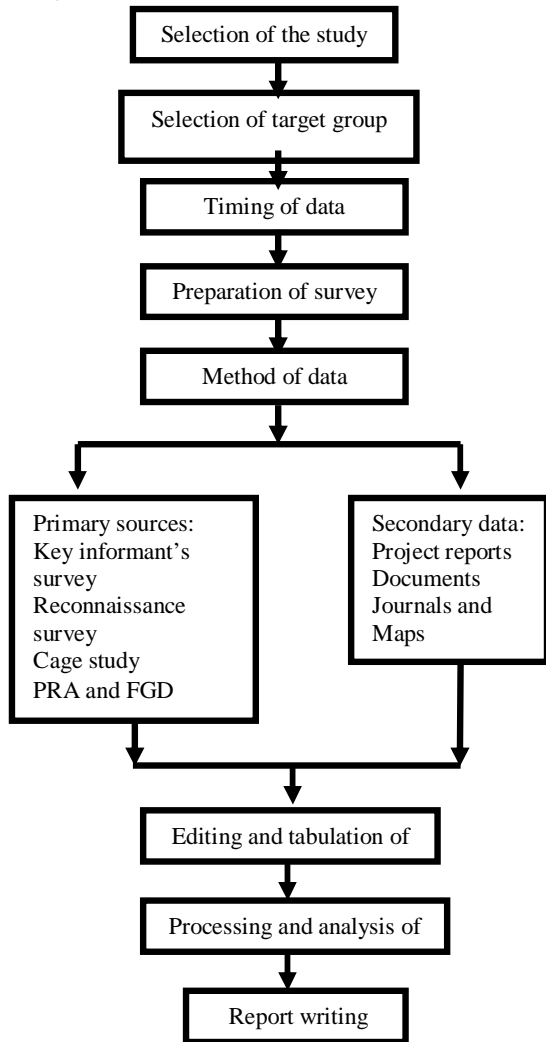 Selection of the study
Selection of target group
Timing of data
Preparation of survey
Method of data
Primary sources:
Key informant's
survey
Reconnaissance
survey
Cage study
PRA and FGD
Secondary data:
Project reports
Documents
Journals and
Maps
Editing and tabulation of
Processing and analysis of
Report writing